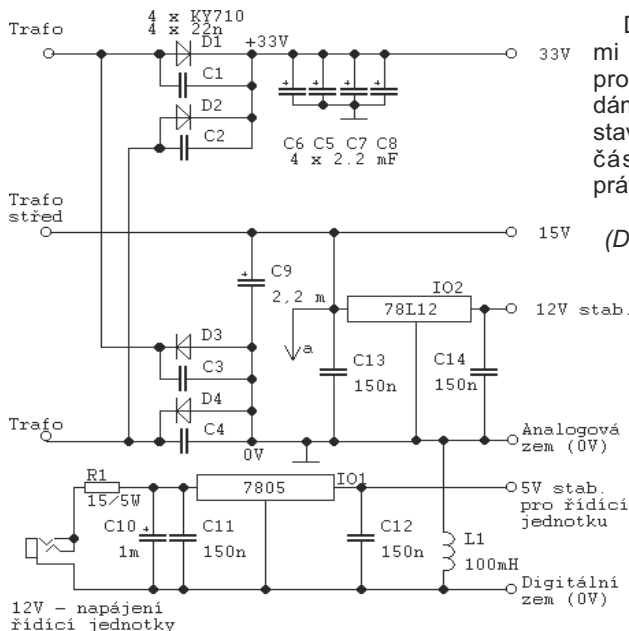 4 x KY710
4 x 22n
Trafo
D1
+33V
33V
C1
D2
C2
C6 C5 C7 C8
4 x 2.2 mF
Trafo
střed
15V
C9
2,2 m
IO2
78L12
12V stab.
a
D3
C13
150n
C14
150n
C3
D4
Trafo
C4
0V
Analogová
zem (0V)
R1
15/5W
7805
IO1
5V stab.
pro řídící
jednotku
C10
1m
C11
150n
C12
150n
L1
100mH
Digitální
zem (0V)
12V – napájení
řídící jednotky
D
mi
pro
dám
stav
čás
prá
(D